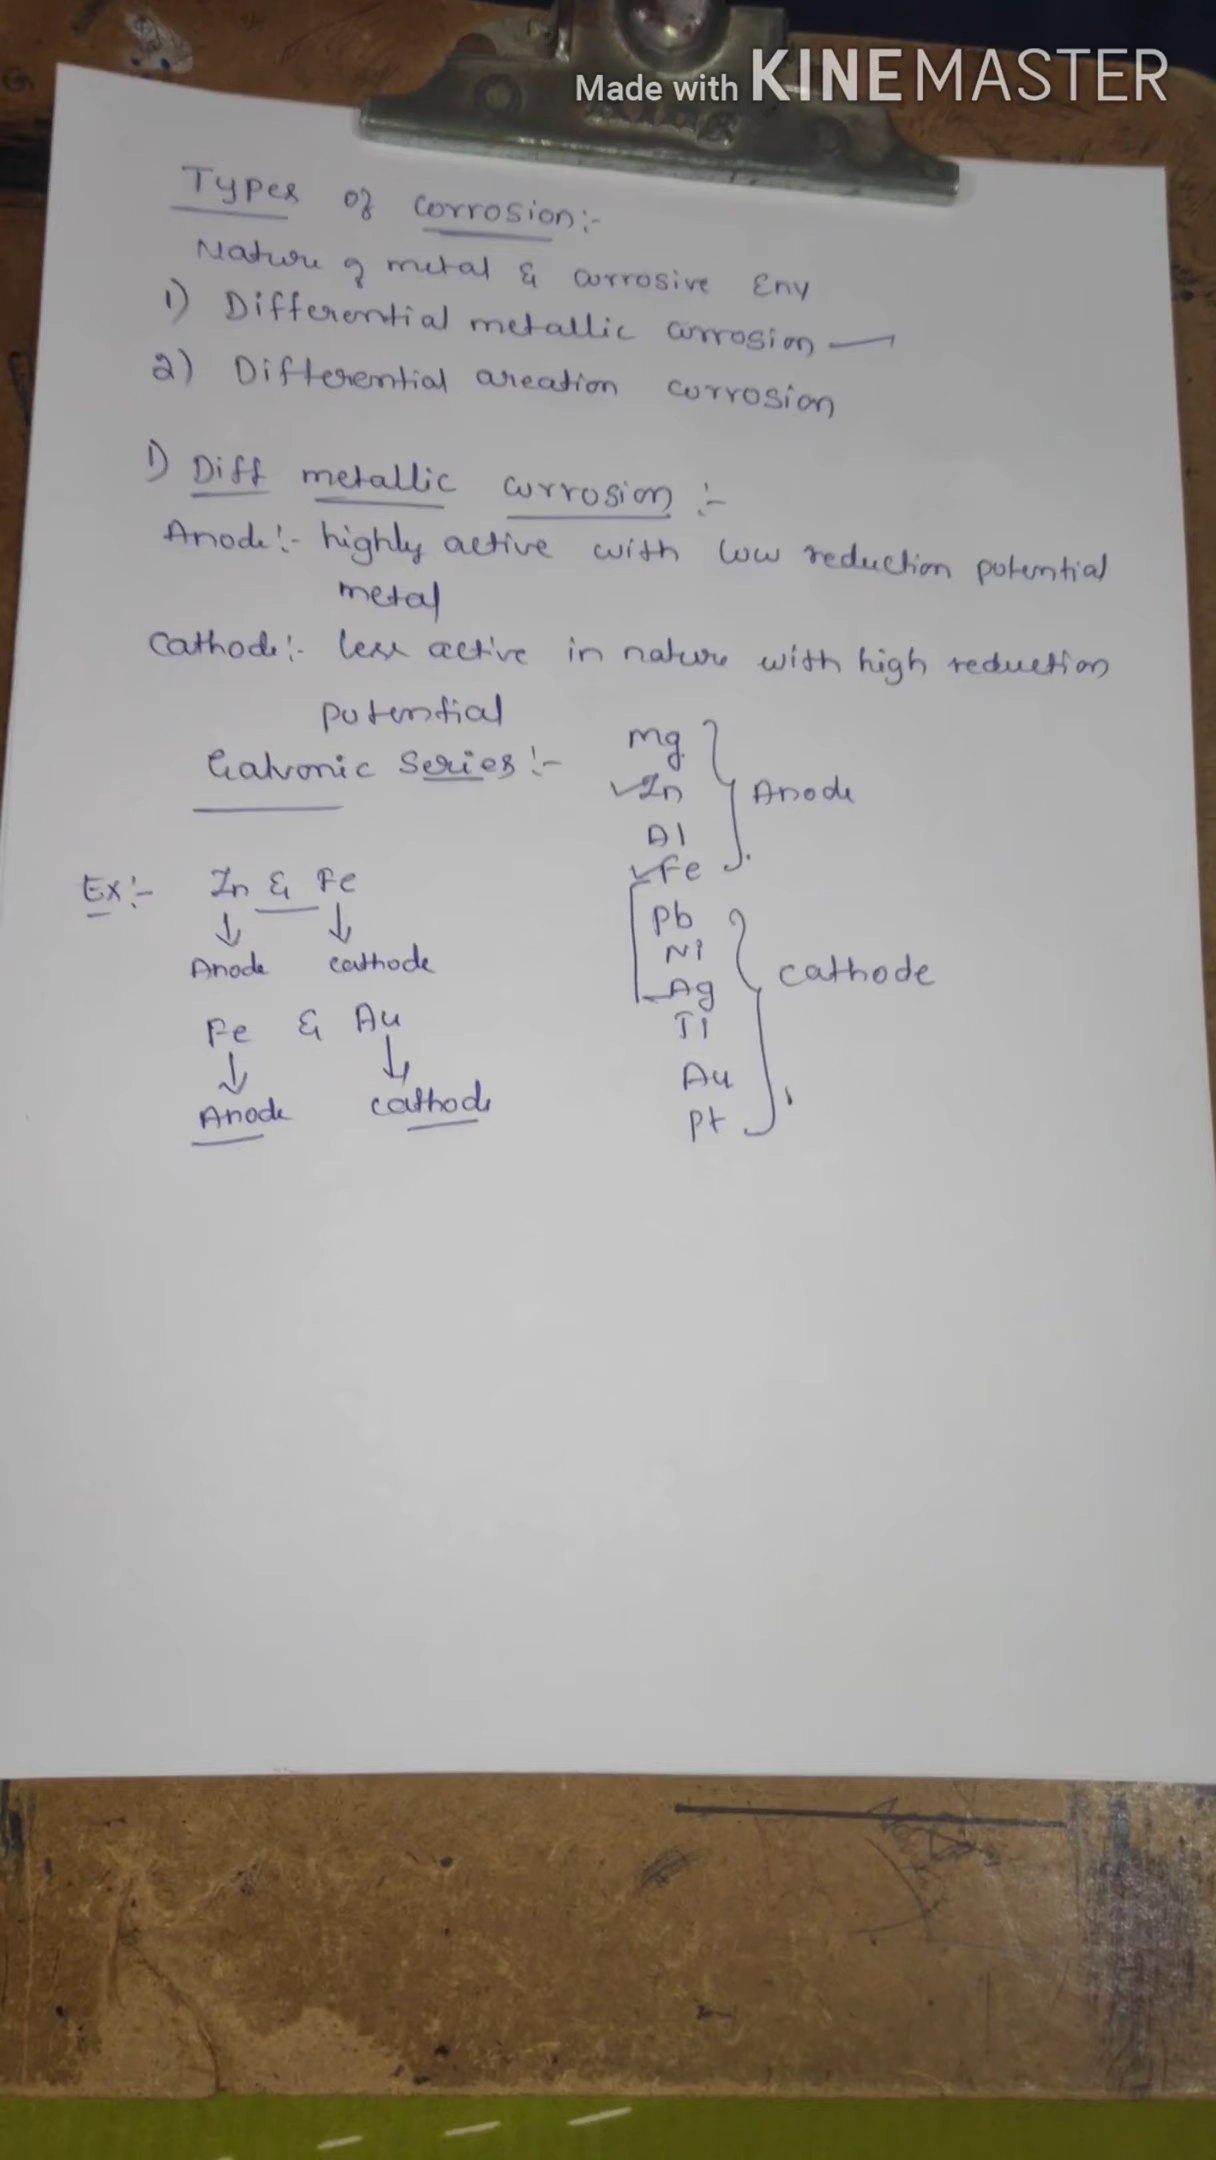 Made with KINEMASTER
Types of corrosion:-
Nature of metal & corrosive Env
1) Differential metallic corrosion
2) Differential areation corrosion
1) Diff metallic corrosion :-
Anode:- highly active with low reduction potential
metal
Cathode:- less active in nature with high reduction
potential
Galvonic Series:-
Mg
Zn
Al
Fe
Anode
Pb
Ni
Ag
Ti
Au
Pt
Cathode
Ex:- Zn & Fe
Anode cathode
Fe & Au
Anode cathode